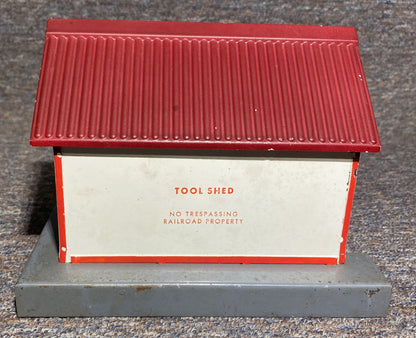 TOOL SHED
NO TRESPASSING
RAILROAD PROPERTY